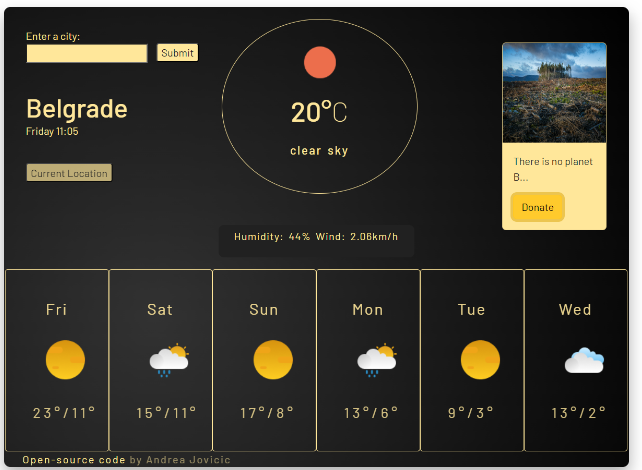 Enter a city:
Submit
Belgrade
Friday 11:05
Current Location
20°C
clear sky
There is no planet
B...
Donate
Humidity: 44% Wind: 2.06km/h
Fri
Sat
Sun
Mon
Tue
Wed
23°/11°
15°/11°
17°/8°
13°/6°
9°/3°
13°/2°
Open-source code by Andrea Jovicic